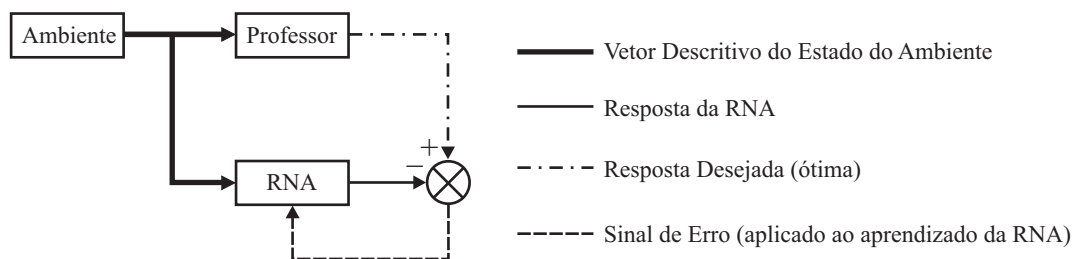 Ambiente
Professor
Vetor Descritivo do Estado do Ambiente
Resposta da RNA
+
−
RNA
Resposta Desejada (ótima)
Sinal de Erro (aplicado ao aprendizado da RNA)